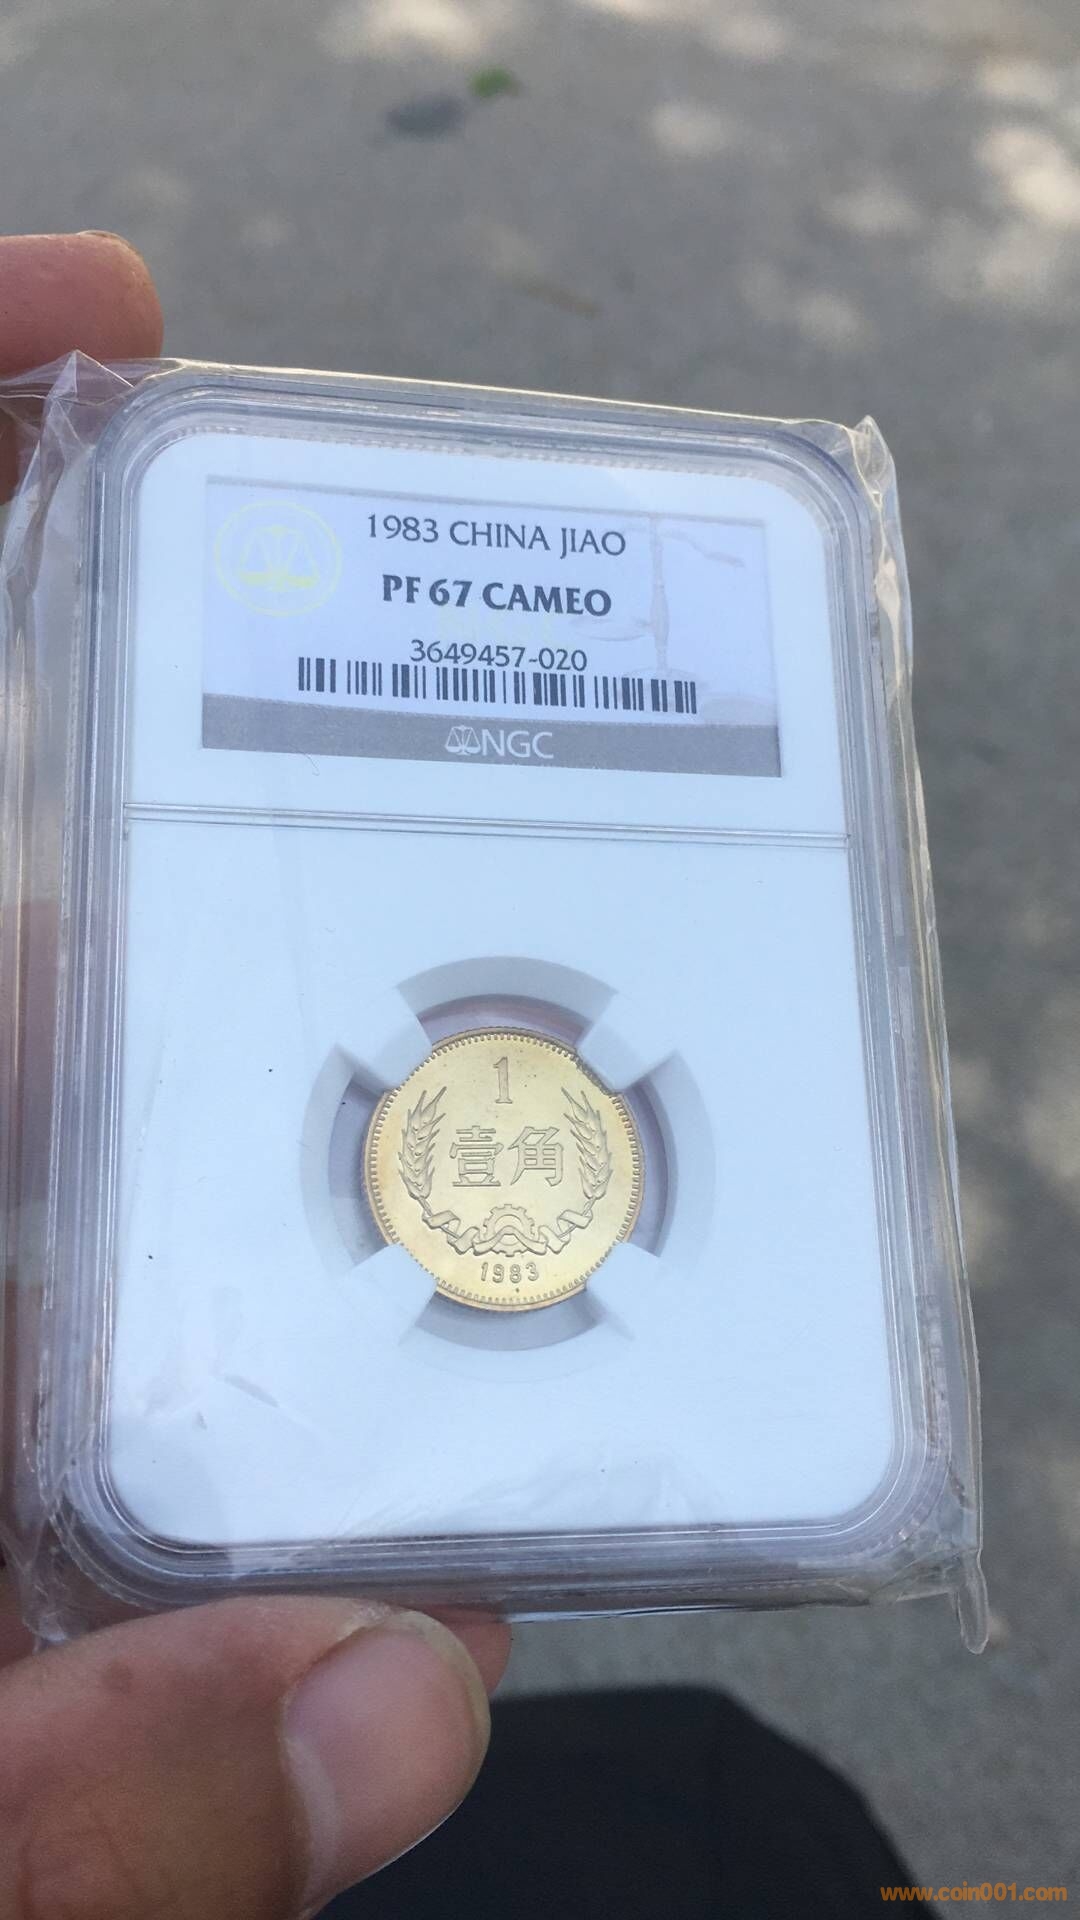 1983 CHINA JIAO
PF 67 CAMEO
3649457-020
NGC
1
壹角
1983
www.coin001.com